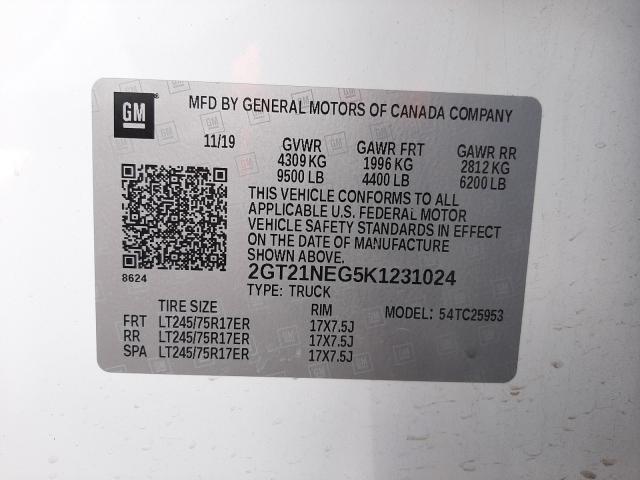 GM
MFD BY GENERAL MOTORS OF CANADA COMPANY
11/19 GVWR GAWR FRT GAWR RR
4309 KG 1996 KG 2812 KG
9500 LB 4400 LB 6200 LB
THIS VEHICLE CONFORMS TO ALL
APPLICABLE U.S. FEDERAL MOTOR
VEHICLE SAFETY STANDARDS IN EFFECT
ON THE DATE OF MANUFACTURE
SHOWN ABOVE.
8624
2GT21NEG5K1231024
TYPE: TRUCK
TIRE SIZE RIM MODEL: 54TC25953
FRT LT245/75R17ER 17X7.5J
RR LT245/75R17ER 17X7.5J
SPA LT245/75R17ER 17X7.5J